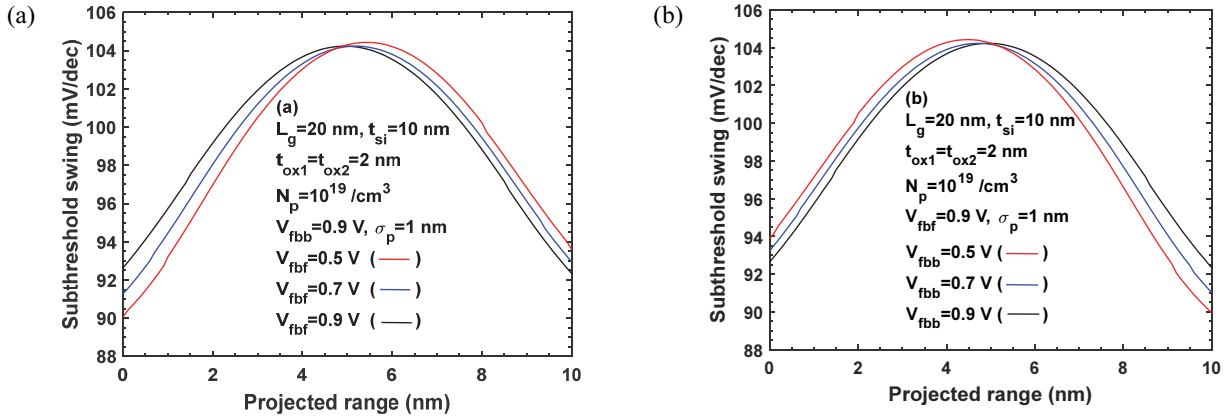 (a)
106
104
102
100
98
96
94
92
90
88
Subthreshold swing (mV/dec)
(a)
L_g=20 nm, t_si=10 nm
t_ox1=t_ox2=2 nm
N_p=10^19 /cm^3
V_fbb=0.9 V, σ_p=1 nm
V_fbf=0.5 V ( — )
V_fbf=0.7 V ( — )
V_fbf=0.9 V ( — )
0 2 4 6 8 10
Projected range (nm)
(b)
106
104
102
100
98
96
94
92
90
88
Subthreshold swing (mV/dec)
(b)
L_g=20 nm, t_si=10 nm
t_ox1=t_ox2=2 nm
N_p=10^19 /cm^3
V_fbf=0.9 V, σ_p=1 nm
V_fbb=0.5 V ( — )
V_fbb=0.7 V ( — )
V_fbb=0.9 V ( — )
0 2 4 6 8 10
Projected range (nm)